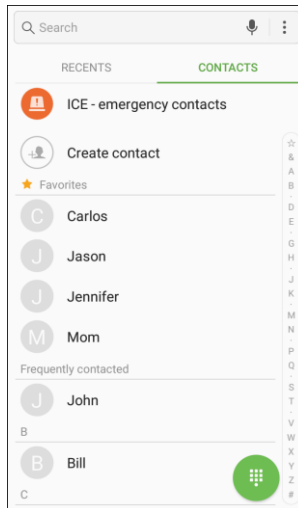 Search
RECENTS CONTACTS
ICE - emergency contacts
Create contact
Favorites
C Carlos
J Jason
J Jennifer
M Mom
Frequently contacted
J John
B
B Bill
C
☆
&
A
B
·
D
E
·
G
H
·
J
K
·
M
N
·
P
Q
·
S
T
·
V
W
X
Y
Z
#